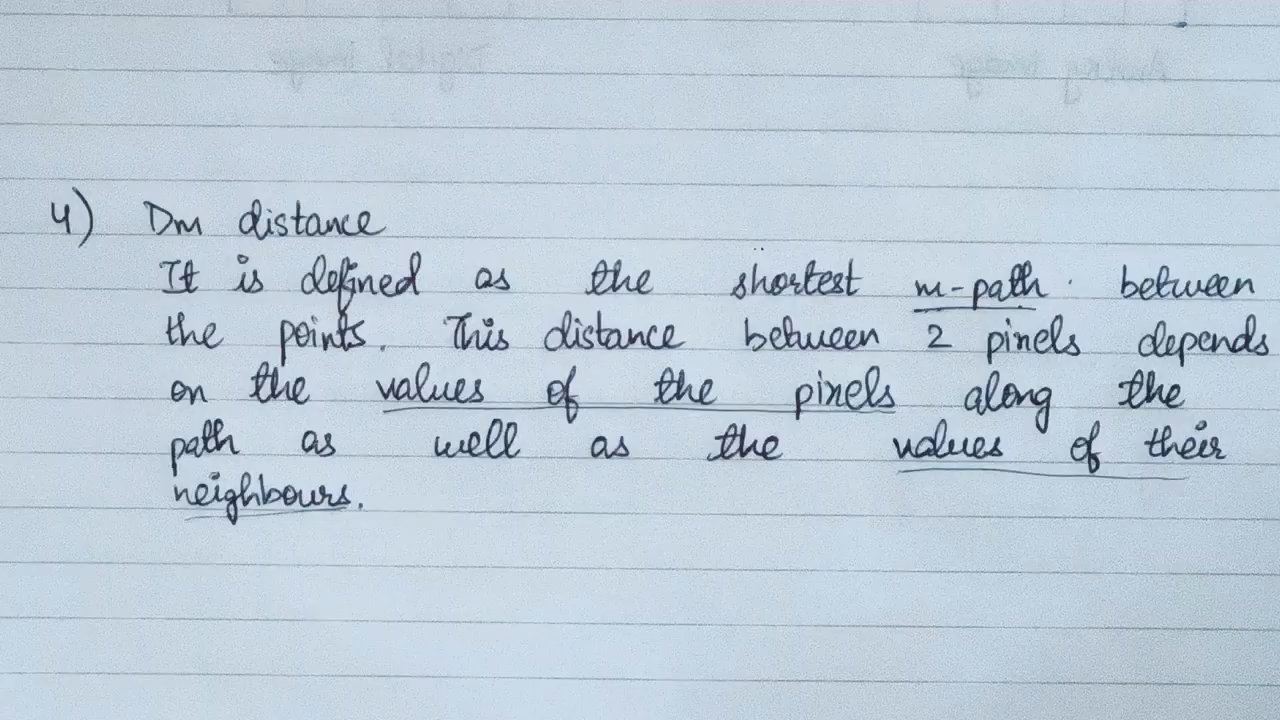 4) Dm distance
It is defined as the shortest m-path between
the points. This distance between 2 pixels depends
on the values of the pixels along the
path as well as the values of their
neighbours.